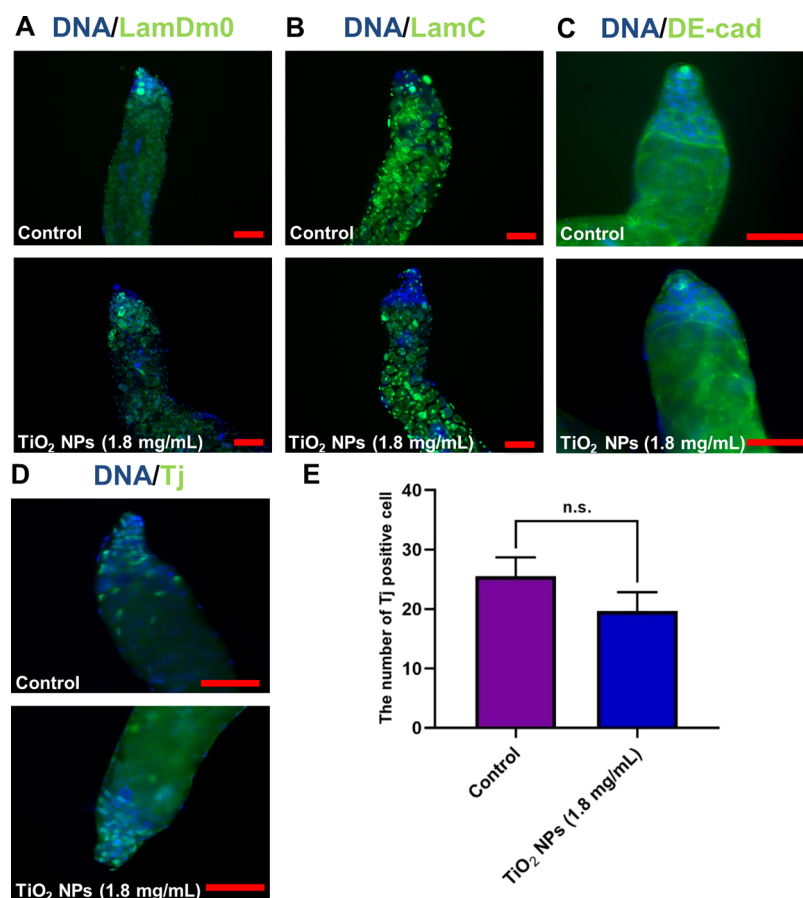 A DNA/LamDm0
B DNA/LamC
C DNA/DE-cad
Control
Control
Control
TiO₂ NPs (1.8 mg/mL)
TiO₂ NPs (1.8 mg/mL)
TiO₂ NPs (1.8 mg/mL)
D DNA/Tj
Control
TiO₂ NPs (1.8 mg/mL)
E
The number of Tj positive cell
40
30
20
10
0
n.s.
Control
TiO₂ NPs (1.8 mg/mL)